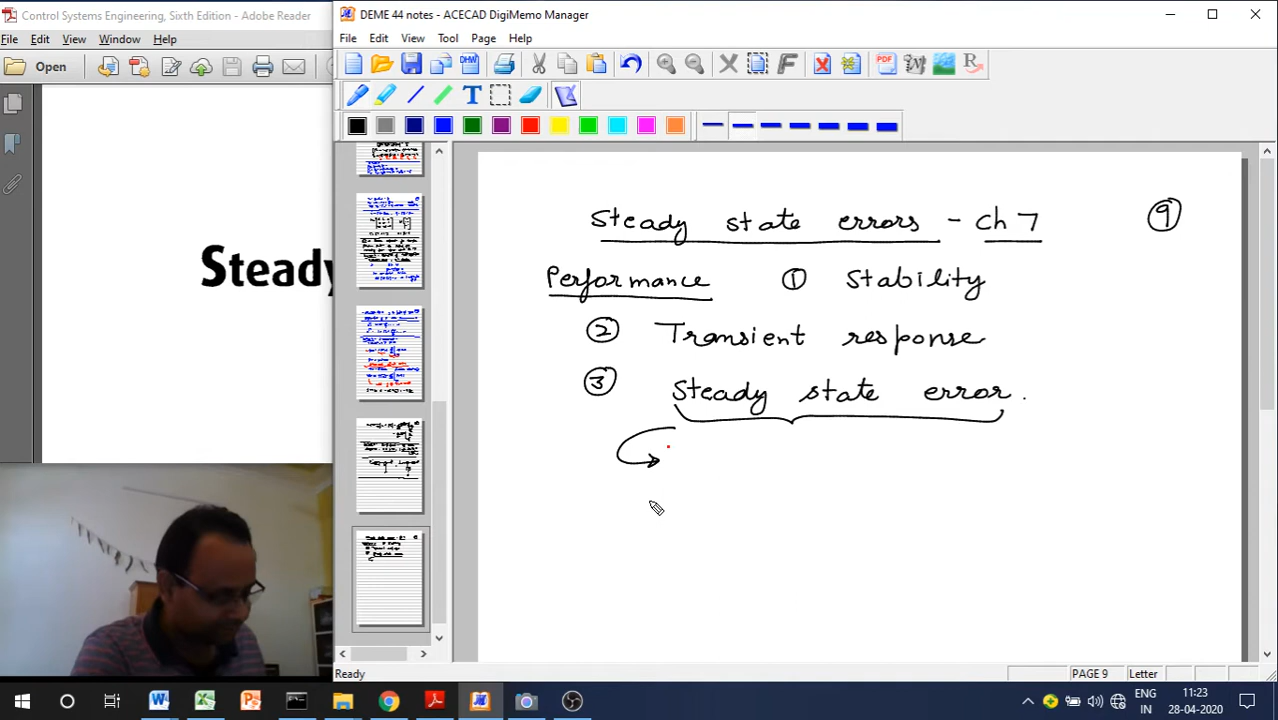 Control Systems Engineering, Sixth Edition - Adobe Reader
DEME 44 notes - ACECAD DigiMemo Manager
File Edit View Window Help
File Edit View Tool Page Help
Open
DHW
PDF
Steady state errors - Ch 7 9
Performance 1 Stability
2 Transient response
3 Steady state error.
Steady
Ready PAGE 9 Letter
ENG
IN
11:23
28-04-2020